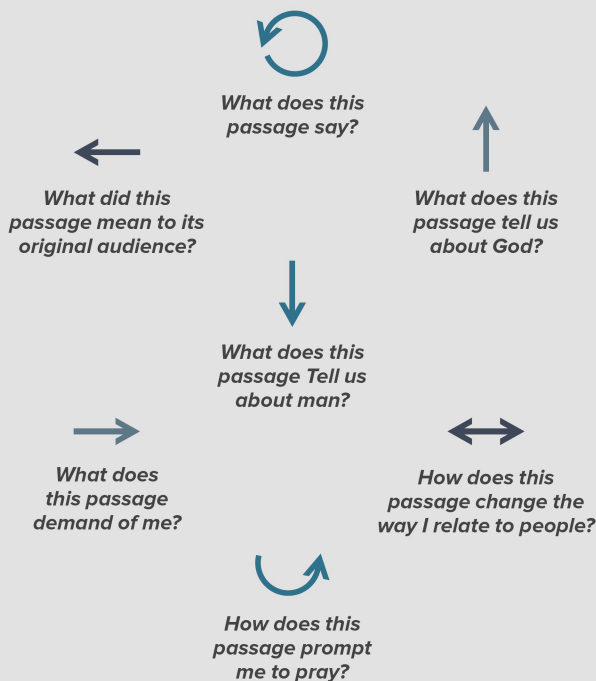 What does this
passage say?
What did this
passage mean to its
original audience?
What does this
passage tell us
about God?
What does this
passage Tell us
about man?
What does
this passage
demand of me?
How does this
passage change the
way I relate to people?
How does this
passage prompt
me to pray?